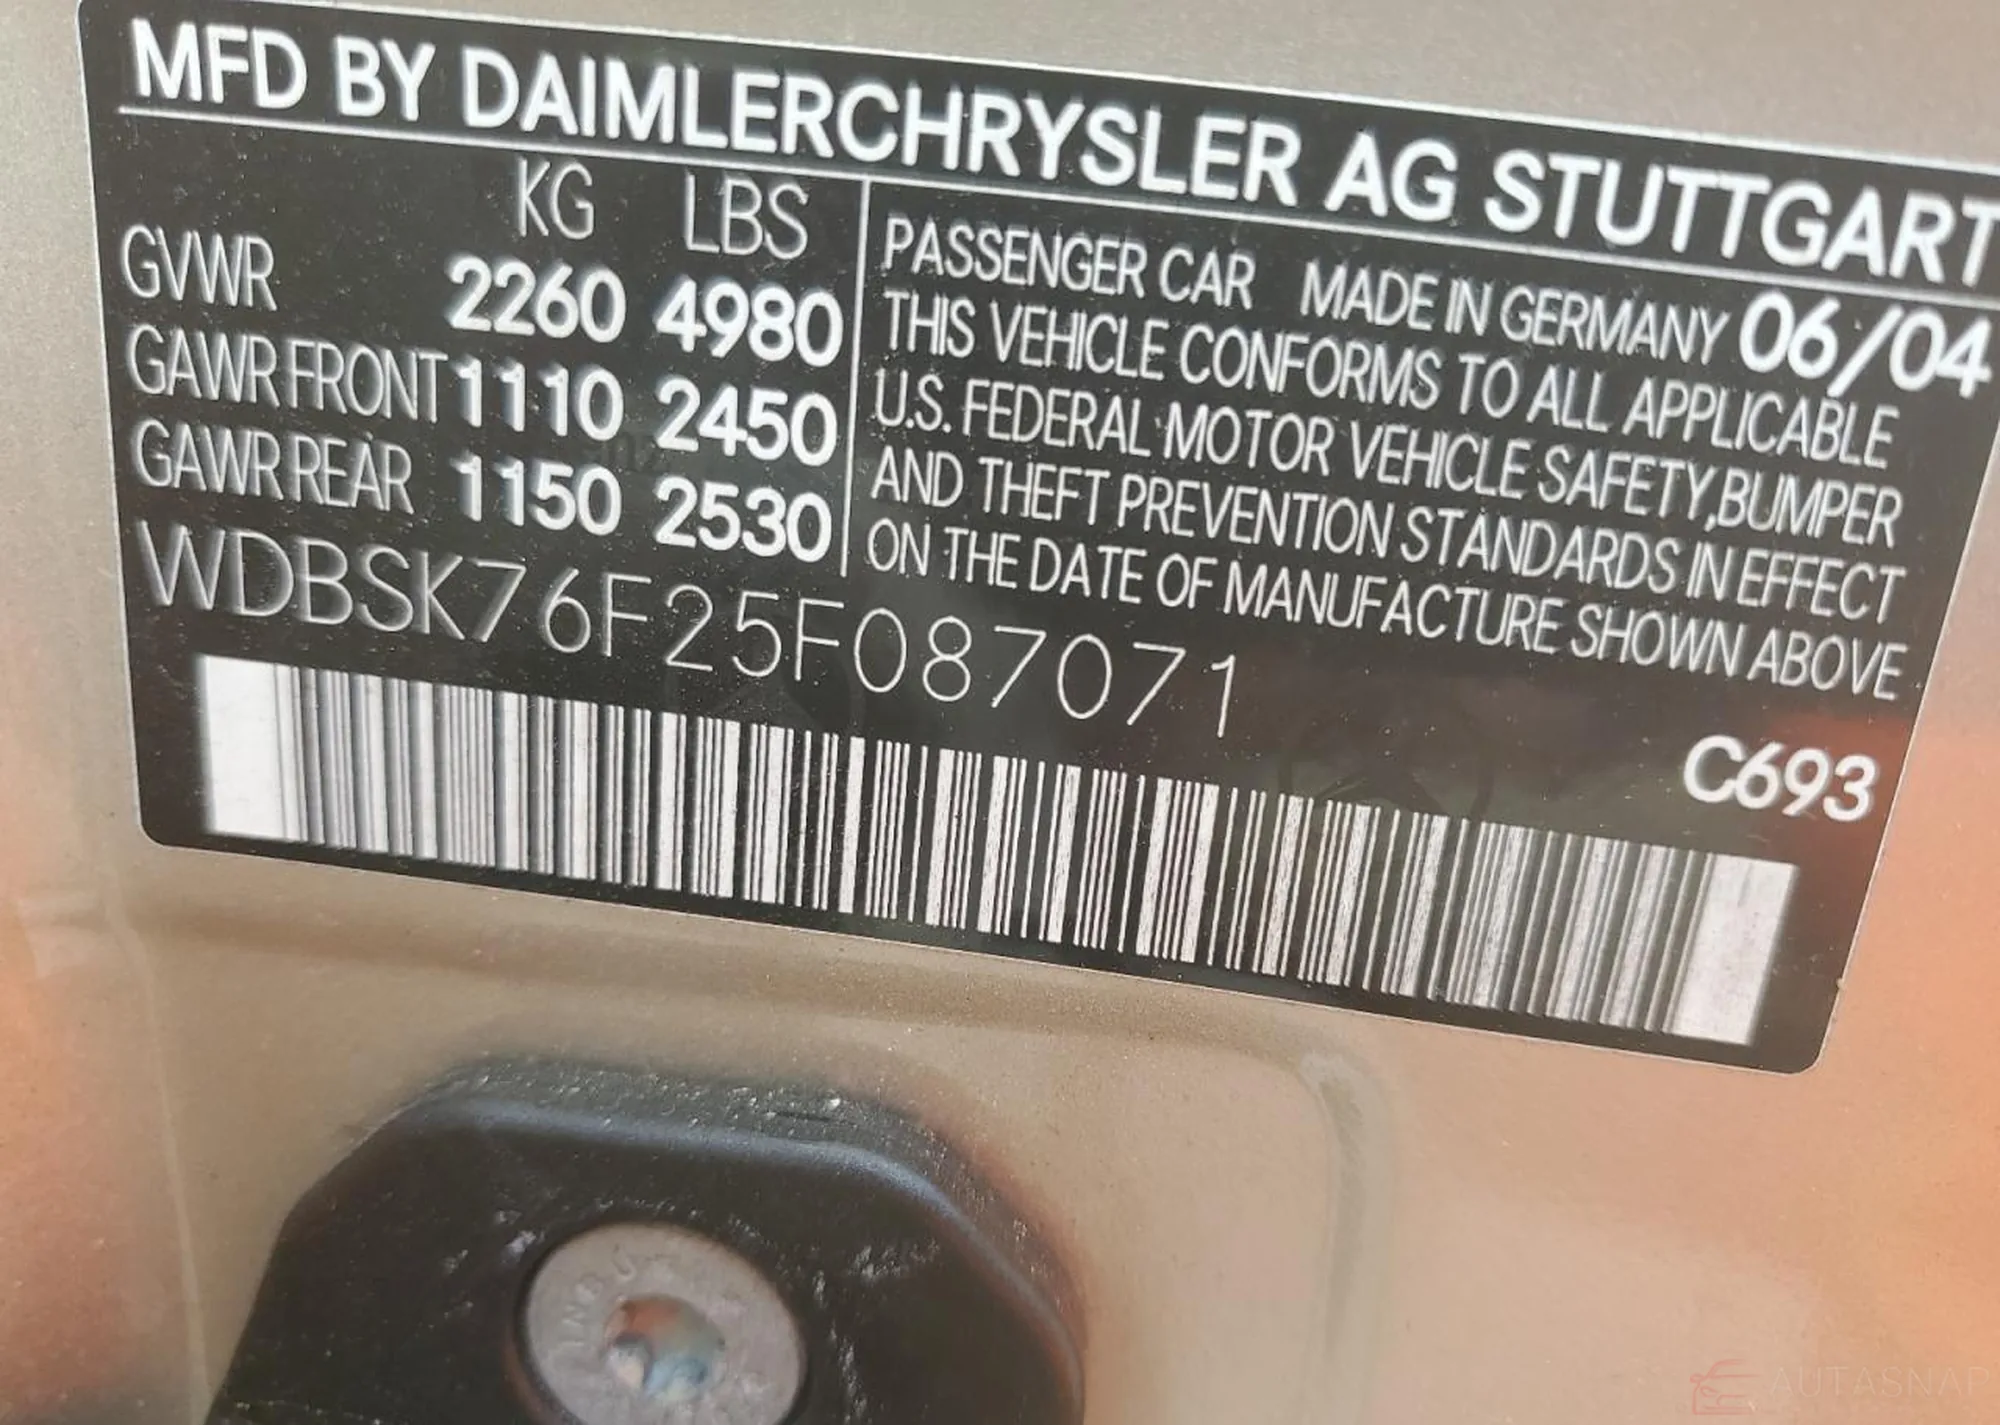 MFD BY DAIMLERCHRYSLER AG STUTTGART
KG LBS
GVWR 2260 4980
GAWR FRONT 1110 2450
GAWR REAR 1150 2530
PASSENGER CAR MADE IN GERMANY 06/04
THIS VEHICLE CONFORMS TO ALL APPLICABLE
U.S. FEDERAL MOTOR VEHICLE SAFETY, BUMPER
AND THEFT PREVENTION STANDARDS IN EFFECT
ON THE DATE OF MANUFACTURE SHOWN ABOVE
WDBSK76F25F087071
C693
AUTASNAP